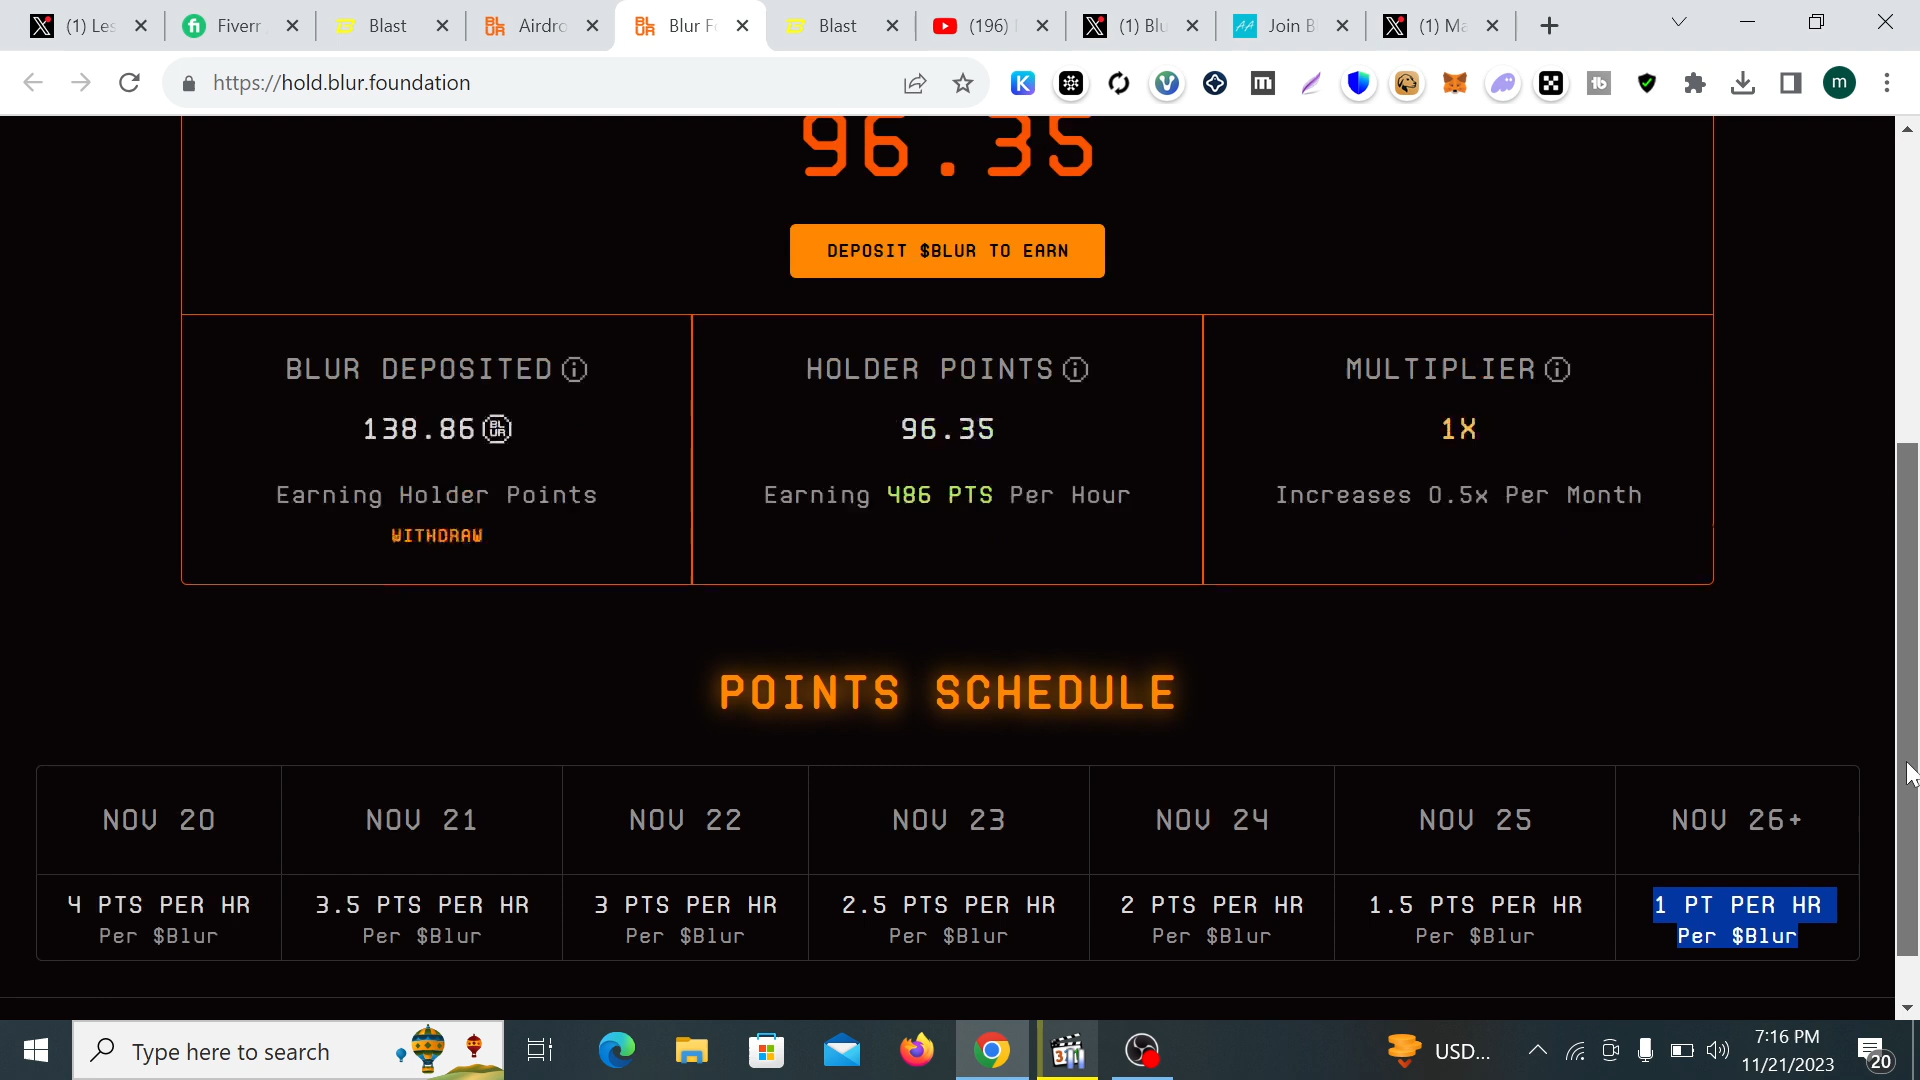 (1) Les
Fiverr
Blast
Airdro
Blur Fo
Blast
(196)
(1) Blu
Join B
(1) Ma
https://hold.blur.foundation
m
96.35
DEPOSIT $BLUR TO EARN
BLUR DEPOSITED
HOLDER POINTS
MULTIPLIER
138.86
96.35
1X
Earning Holder Points
Earning 486 PTS Per Hour
Increases 0.5x Per Month
WITHDRAW
POINTS SCHEDULE
NOV 20
NOV 21
NOV 22
NOV 23
NOV 24
NOV 25
NOV 26+
4 PTS PER HR
3.5 PTS PER HR
3 PTS PER HR
2.5 PTS PER HR
2 PTS PER HR
1.5 PTS PER HR
1 PT PER HR
Per $Blur
Per $Blur
Per $Blur
Per $Blur
Per $Blur
Per $Blur
Per $Blur
Type here to search
USD...
7:16 PM
11/21/2023
20